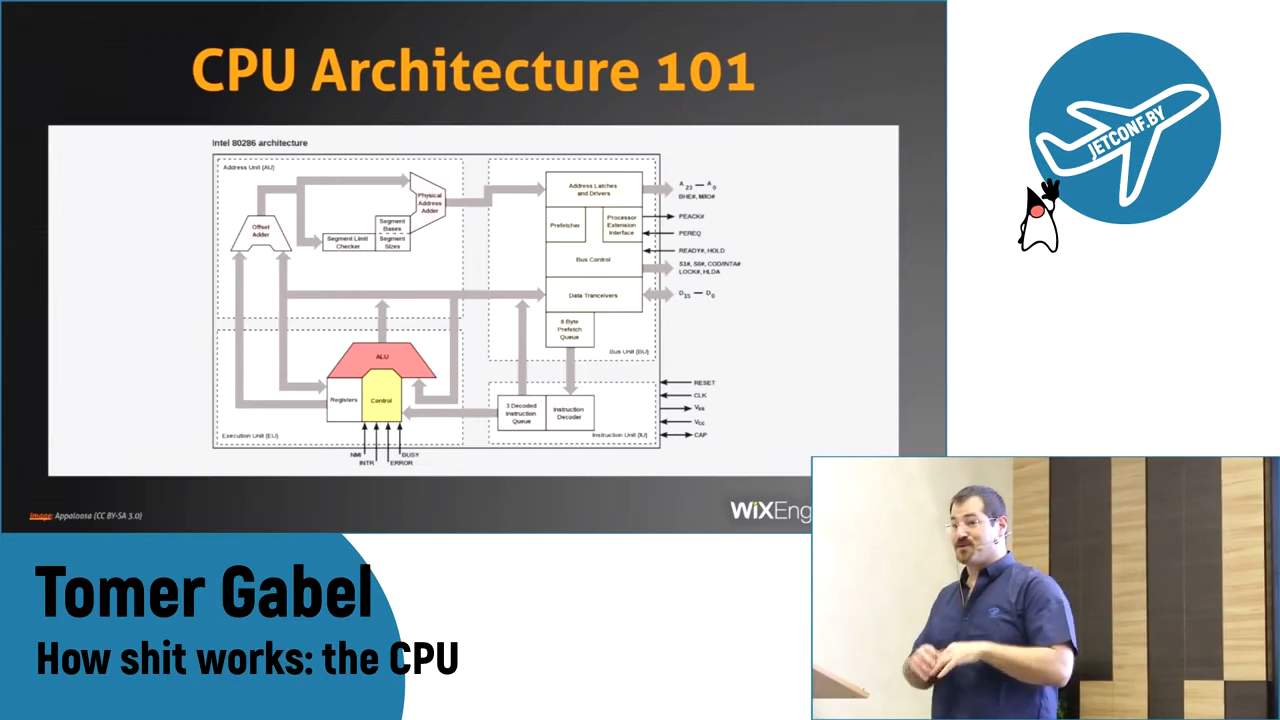 CPU Architecture 101
Intel 80286 architecture
Address Unit (AU)
Offset
Adder
Segment Limit
Checker
Segment
Bases
Segment
Sizes
Physical
Address
Adder
Address Latches
and Drivers
Prefetcher
Processor
Extension
Interface
Bus Control
Data Tranceivers
8 Byte
Prefetch
Queue
Bus Unit (BU)
A23 — A0
BHE#, M/IO#
PEACK#
PEREQ
READY#, HOLD
S1#, S0#, COD/INTA#
LOCK#, HLDA
D15 — D0
ALU
Registers
Control
Execution Unit (EU)
NMI
INTR
BUSY
ERROR
3 Decoded
Instruction
Queue
Instruction
Decoder
Instruction Unit (IU)
RESET
CLK
VSS
VCC
CAP
Image: Appaloosa (CC BY-SA 3.0)
WiXEng
JETCONF.BY
Tomer Gabel
How shit works: the CPU